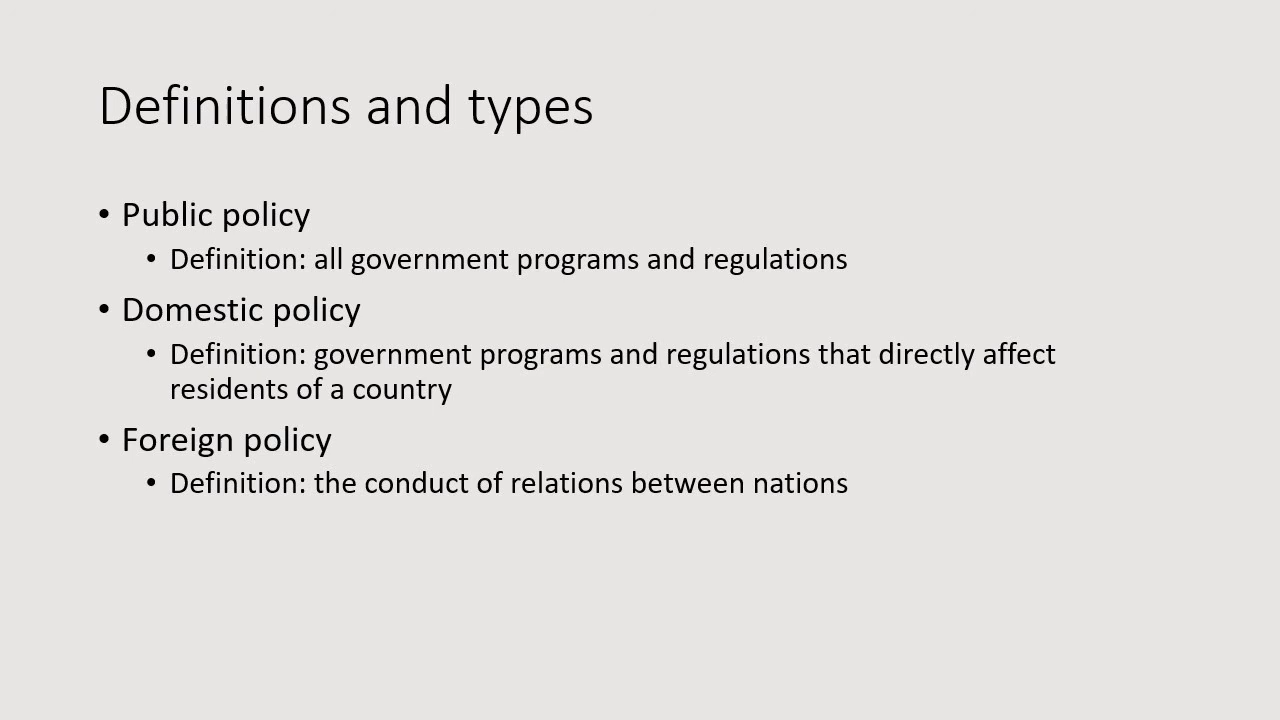 Definitions and types
• Public policy
• Definition: all government programs and regulations
• Domestic policy
• Definition: government programs and regulations that directly affect
residents of a country
• Foreign policy
• Definition: the conduct of relations between nations